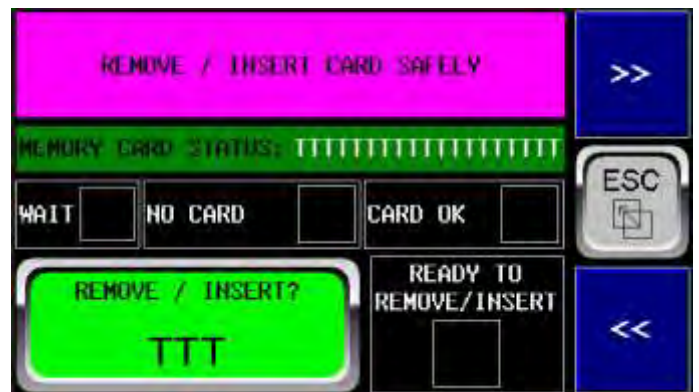 REMOVE / INSERT CARD SAFELY
>>
MEMORY CARD STATUS: TTTTTTTTTTTTTTTTTTTT
ESC
WAIT
NO CARD
CARD OK
REMOVE / INSERT?
TTT
READY TO
REMOVE/INSERT
<<